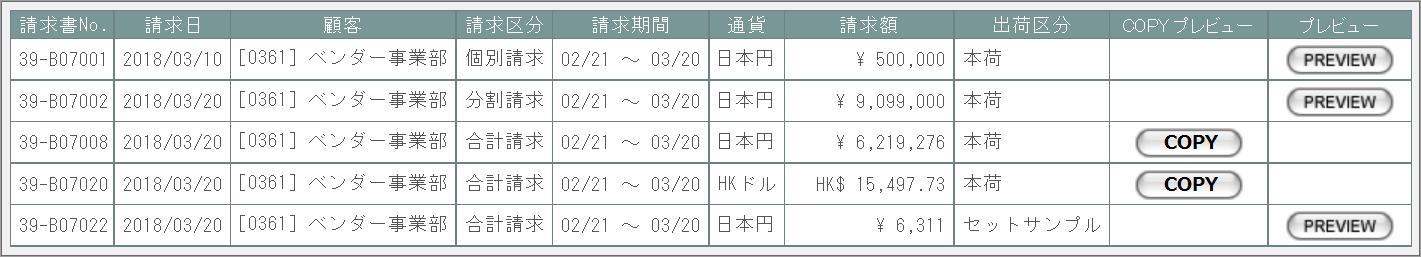 請求書No. 請求日 顧客 請求区分 請求期間 通貨 請求額 出荷区分 COPYプレビュー プレビュー
39-B07001 2018/03/10 [0361] ベンダー事業部 個別請求 02/21 ～ 03/20 日本円 ¥ 500,000 本荷 PREVIEW
39-B07002 2018/03/20 [0361] ベンダー事業部 分割請求 02/21 ～ 03/20 日本円 ¥ 9,099,000 本荷 PREVIEW
39-B07008 2018/03/20 [0361] ベンダー事業部 合計請求 02/21 ～ 03/20 日本円 ¥ 6,219,276 本荷 COPY
39-B07020 2018/03/20 [0361] ベンダー事業部 合計請求 02/21 ～ 03/20 HKドル HK$ 15,497.73 本荷 COPY
39-B07022 2018/03/20 [0361] ベンダー事業部 合計請求 02/21 ～ 03/20 日本円 ¥ 6,311 セットサンプル PREVIEW